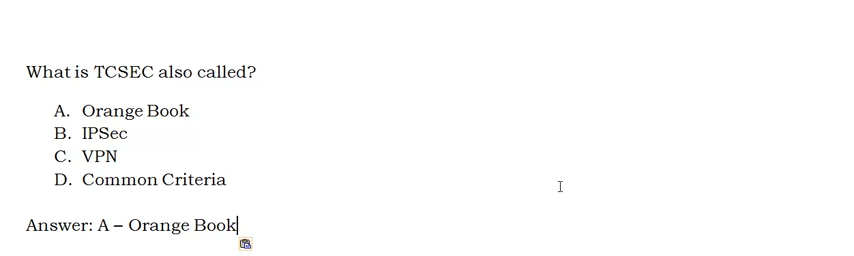 What is TCSEC also called?
A. Orange Book
B. IPSec
C. VPN
D. Common Criteria
Answer: A – Orange Book